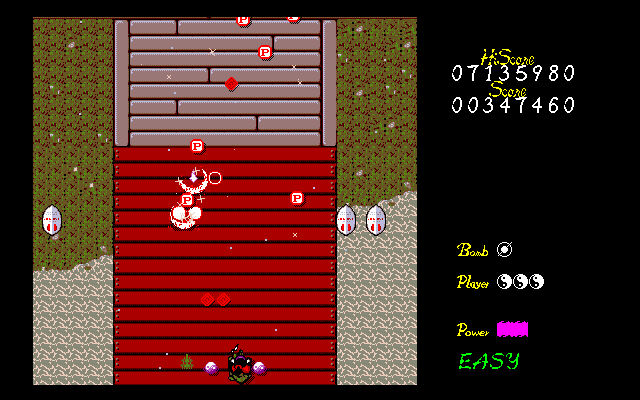 P
P
P
P
P
P
HiScore
07135980
Score
00347460
Bomb
Player
Power
EASY